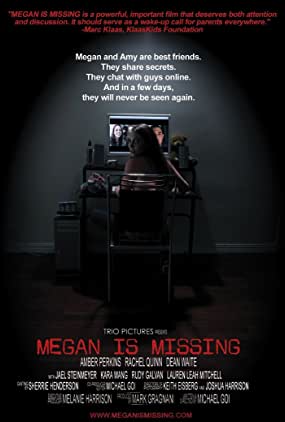 "MEGAN IS MISSING" is a powerful, important film that deserves both attention
and discussion. It should serve as a wake-up call for parents everywhere."
-Marc Klaas, KlaasKids Foundation
Megan and Amy are best friends.
They share secrets.
They chat with guys online.
And in a few days,
they will never be seen again.
TRIO PICTURES
MEGAN IS MISSING
AMBER PERKINS RACHEL QUINN DEAN WAITE
WITH JAEL STEINMEYER KARA WANG RUDY GALVAN LAUREN LEAH MITCHELL
SHERRIE HENDERSON MICHAEL GOI KEITH EISBERG AND JOSHUA HARRISON
MELANIE HARRISON MARK GRAGNANI MICHAEL GOI
WWW.MEGANISMISSING.COM